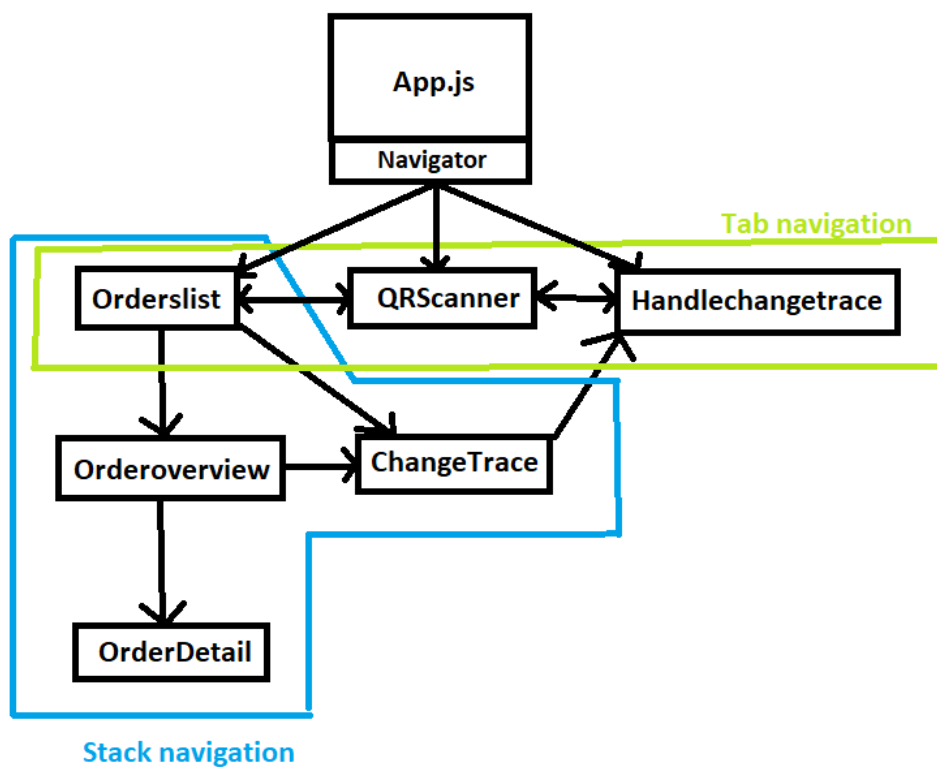 App.js
Navigator
Tab navigation
Orderslist
QRScanner
Handlechangetrace
Orderoverview
ChangeTrace
OrderDetail
Stack navigation